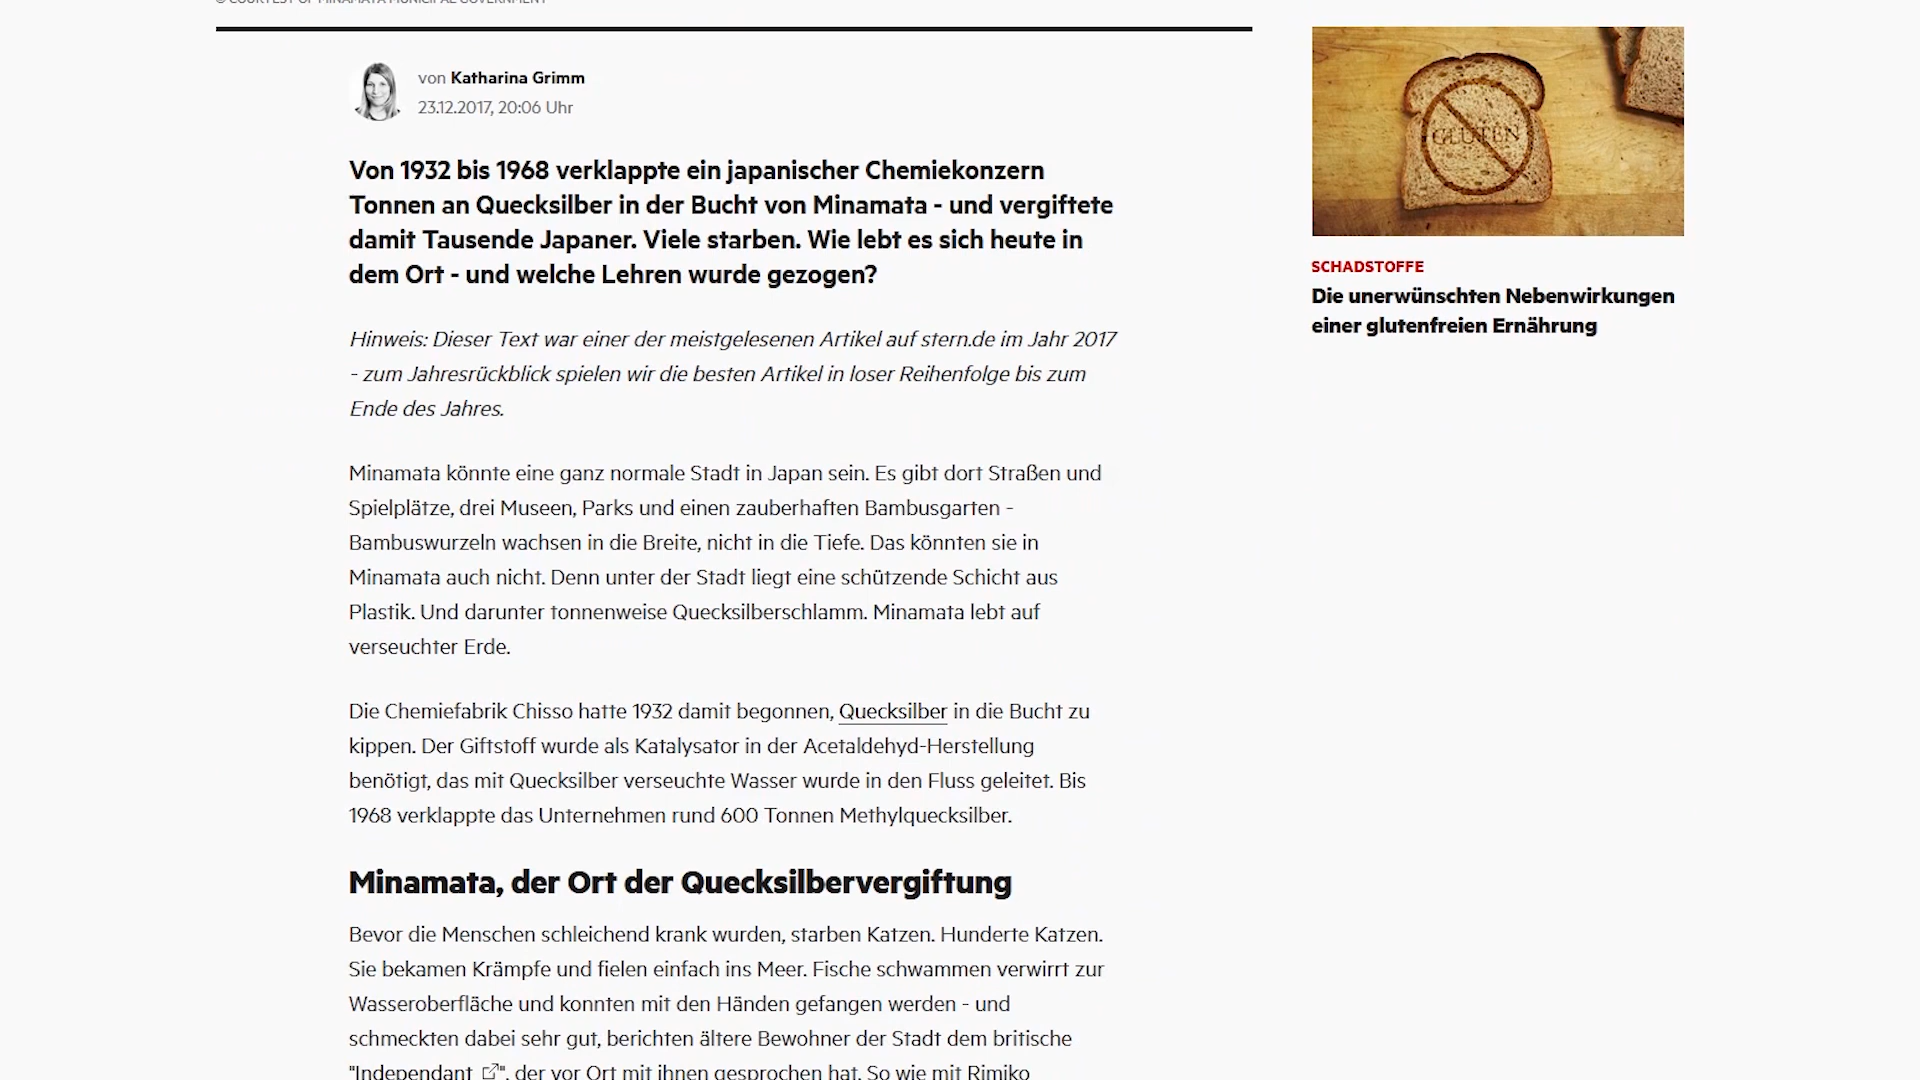 © COURTESY OF MINAMATA MUNICIPAL GOVERNMENT
von Katharina Grimm
23.12.2017, 20:06 Uhr
Von 1932 bis 1968 verklappte ein japanischer Chemiekonzern
Tonnen an Quecksilber in der Bucht von Minamata - und vergiftete
damit Tausende Japaner. Viele starben. Wie lebt es sich heute in
dem Ort - und welche Lehren wurde gezogen?
Hinweis: Dieser Text war einer der meistgelesenen Artikel auf stern.de im Jahr 2017
- zum Jahresrückblick spielen wir die besten Artikel in loser Reihenfolge bis zum
Ende des Jahres.
Minamata könnte eine ganz normale Stadt in Japan sein. Es gibt dort Straßen und
Spielplätze, drei Museen, Parks und einen zauberhaften Bambusgarten -
Bambuswurzeln wachsen in die Breite, nicht in die Tiefe. Das könnten sie in
Minamata auch nicht. Denn unter der Stadt liegt eine schützende Schicht aus
Plastik. Und darunter tonnenweise Quecksilberschlamm. Minamata lebt auf
verseuchter Erde.
Die Chemiefabrik Chisso hatte 1932 damit begonnen, Quecksilber in die Bucht zu
kippen. Der Giftstoff wurde als Katalysator in der Acetaldehyd-Herstellung
benötigt, das mit Quecksilber verseuchte Wasser wurde in den Fluss geleitet. Bis
1968 verklappte das Unternehmen rund 600 Tonnen Methylquecksilber.
Minamata, der Ort der Quecksilbervergiftung
Bevor die Menschen schleichend krank wurden, starben Katzen. Hunderte Katzen.
Sie bekamen Krämpfe und fielen einfach ins Meer. Fische schwammen verwirrt zur
Wasseroberfläche und konnten mit den Händen gefangen werden - und
schmeckten dabei sehr gut, berichten ältere Bewohner der Stadt dem britische
"Independant ", der vor Ort mit ihnen gesprochen hat. So wie mit Rimiko
GLUTEN
SCHADSTOFFE
Die unerwünschten Nebenwirkungen
einer glutenfreien Ernährung